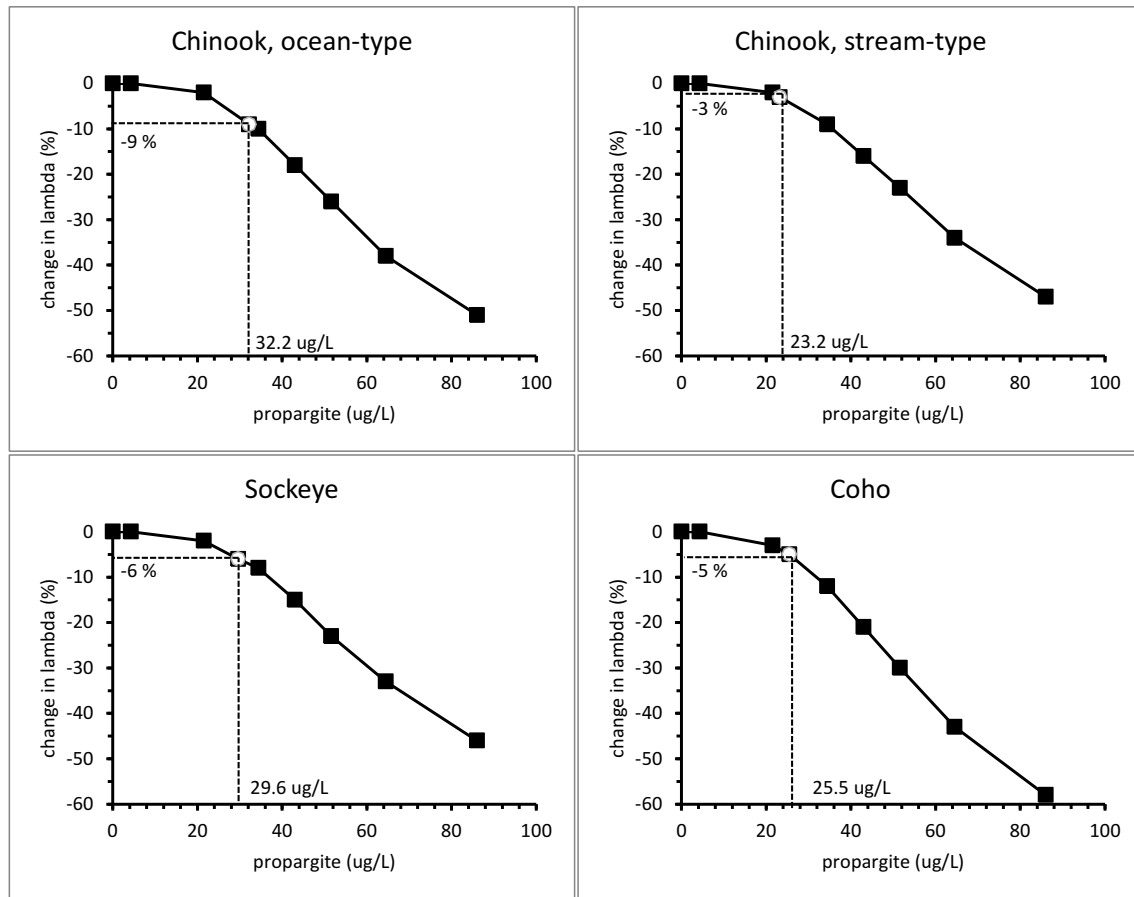 Chinook, ocean-type
0
-10
-20
-30
-40
-50
-60
change in lambda (%)
-9 %
32.2 ug/L
0 20 40 60 80 100
propargite (ug/L)
Chinook, stream-type
0
-10
-20
-30
-40
-50
-60
change in lambda (%)
-3 %
23.2 ug/L
0 20 40 60 80 100
propargite (ug/L)
Sockeye
0
-10
-20
-30
-40
-50
-60
change in lambda (%)
-6 %
29.6 ug/L
0 20 40 60 80 100
propargite (ug/L)
Coho
0
-10
-20
-30
-40
-50
-60
change in lambda (%)
-5 %
25.5 ug/L
0 20 40 60 80 100
propargite (ug/L)